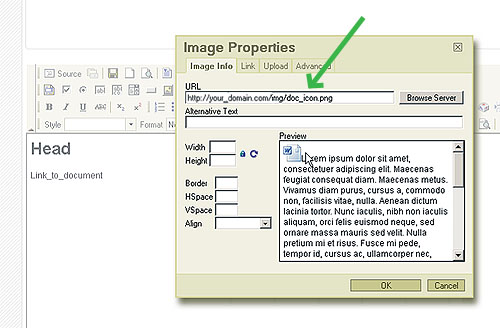 Image Properties
Image Info Link Upload Advanced
URL
http://your_domain.com/img/doc_icon.png
Browse Server
Alternative Text
Source
Style Format Norm
Head
Link_to_document
Width
Height
Border
HSpace
VSpace
Align
Preview
Lorem ipsum dolor sit amet,
consectetuer adipiscing elit. Maecenas
feugiat consequat diam. Maecenas metus.
Vivamus diam purus, cursus a, commodo
non, facilisis vitae, nulla. Aenean dictum
lacinia tortor. Nunc iaculis, nibh non iaculis
aliquam, orci felis euismod neque, sed
ornare massa mauris sed velit. Nulla
pretium mi et risus. Fusce mi pede,
tempor id, cursus ac, ullamcorper nec,
OK
Cancel